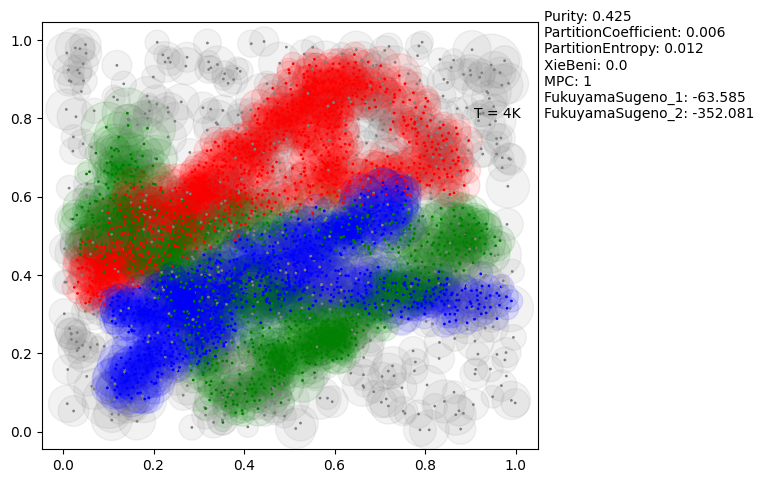 Purity: 0.425
PartitionCoefficient: 0.006
PartitionEntropy: 0.012
XieBeni: 0.0
MPC: 1
FukuyamaSugeno_1: -63.585
FukuyamaSugeno_2: -352.081
T = 4K
1.0
0.8
0.6
0.4
0.2
0.0
0.0 0.2 0.4 0.6 0.8 1.0